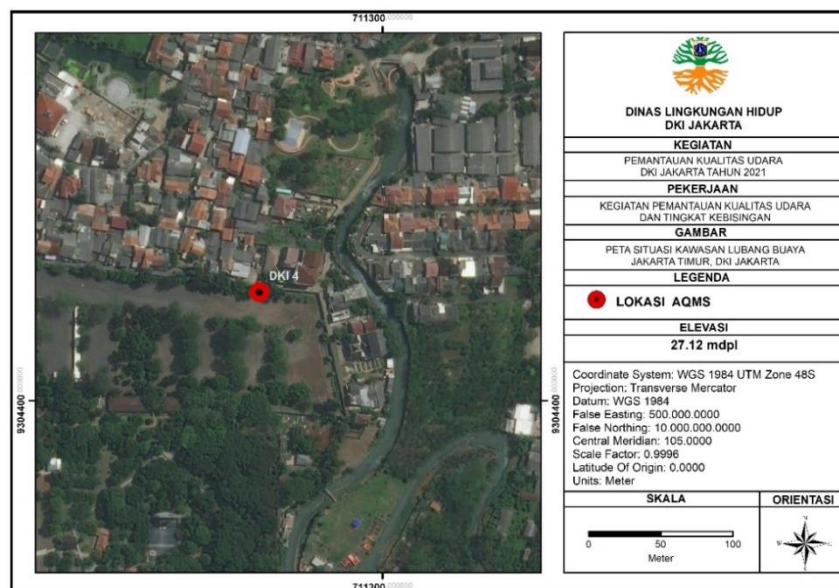 711300.000000
DKI 4
9304400.000000
9304400.000000
711300.000000
DINAS LINGKUNGAN HIDUP
DKI JAKARTA
KEGIATAN
PEMANTAUAN KUALITAS UDARA
DKI JAKARTA TAHUN 2021
PEKERJAAN
KEGIATAN PEMANTAUAN KUALITAS UDARA
DAN TINGKAT KEBISINGAN
GAMBAR
PETA SITUASI KAWASAN LUBANG BUAYA
JAKARTA TIMUR, DKI JAKARTA
LEGENDA
LOKASI AQMS
ELEVASI
27.12 mdpl
Coordinate System: WGS 1984 UTM Zone 48S
Projection: Transverse Mercator
Datum: WGS 1984
False Easting: 500.000.0000
False Northing: 10.000.000.0000
Central Meridian: 105.0000
Scale Factor: 0.9996
Latitude Of Origin: 0.0000
Units: Meter
SKALA
0 50 100
Meter
ORIENTASI